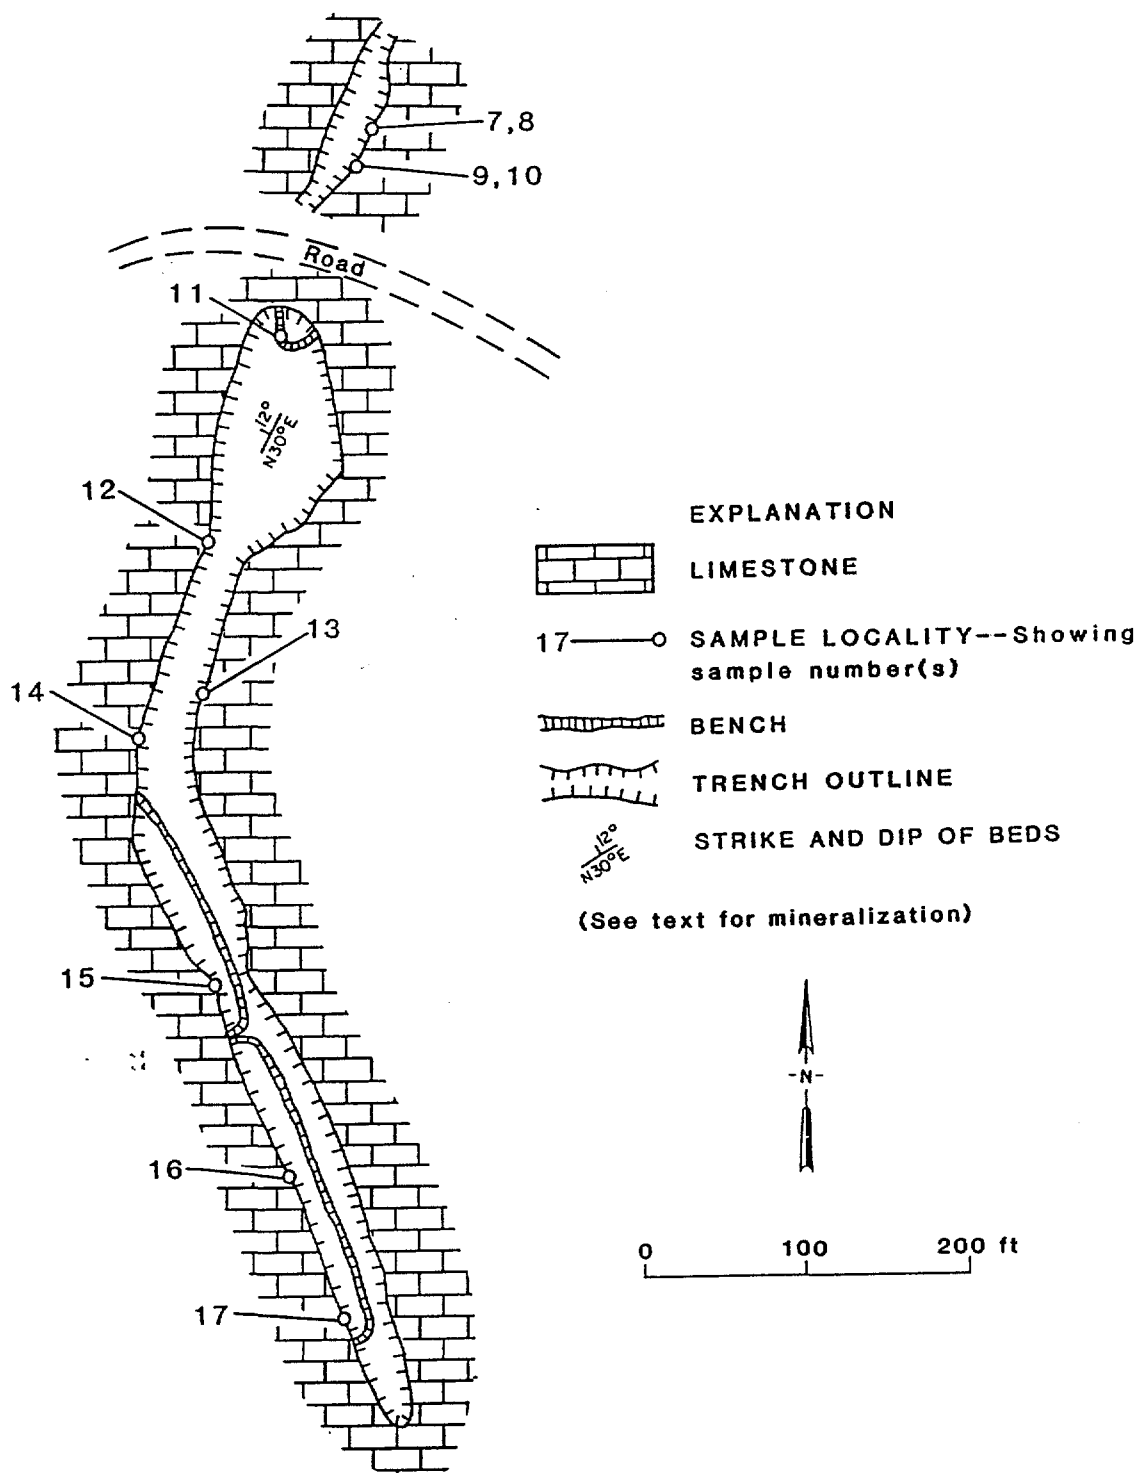 7,8
9,10
Road
11
12°
N30°E
12
13
14
15
16
17
EXPLANATION
LIMESTONE
17 SAMPLE LOCALITY--Showing
sample number(s)
BENCH
TRENCH OUTLINE
12°
N30°E
STRIKE AND DIP OF BEDS
(See text for mineralization)
-N-
0 100 200 ft